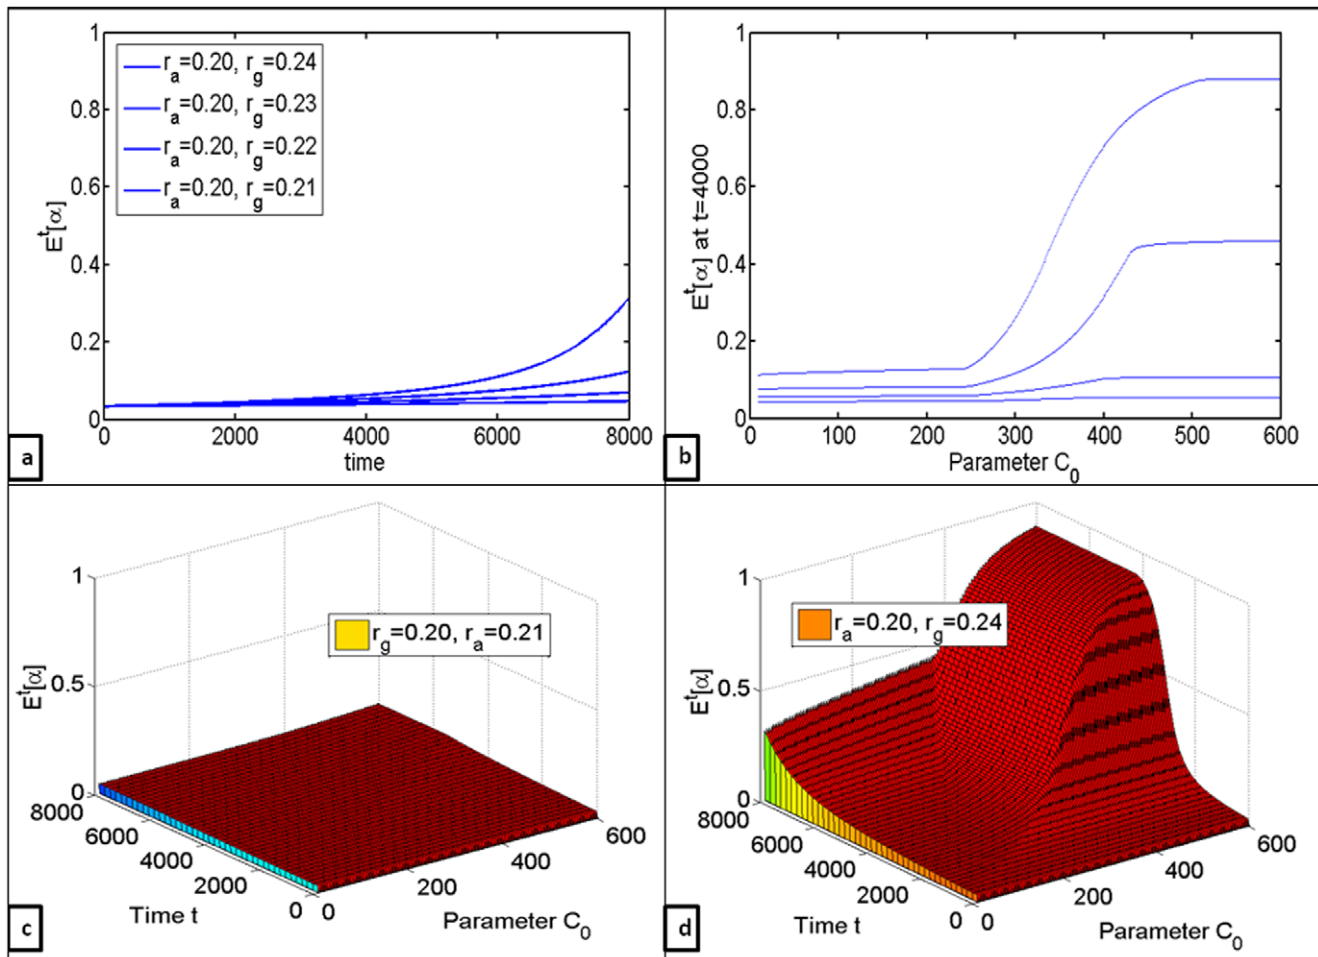 1
0.8
0.6
0.4
0.2
0
E^t[α]
r_a=0.20, r_g=0.24
r_a=0.20, r_g=0.23
r_a=0.20, r_g=0.22
r_a=0.20, r_g=0.21
0 2000 4000 6000 8000
time
a
1
0.8
0.6
0.4
0.2
0
E^t[α] at t=4000
0 100 200 300 400 500 600
Parameter C_0
b
1
0.5
0
E^t[α]
r_g=0.20, r_a=0.21
8000
6000
4000
2000
0
Time t
0
200
400
600
Parameter C_0
c
1
0.5
0
E^t[α]
r_a=0.20, r_g=0.24
8000
6000
4000
2000
0
Time t
0
200
400
600
Parameter C_0
d